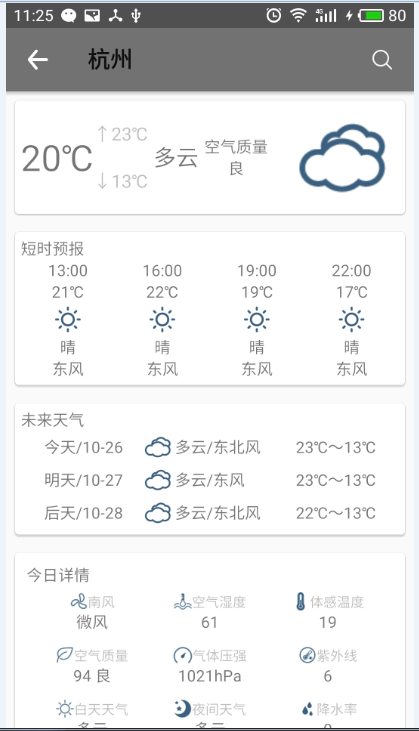 11:25 4G 80
杭州
20℃ ↑23℃ ↓13℃ 多云 空气质量 良
短时预报
13:00 16:00 19:00 22:00
21℃ 22℃ 19℃ 17℃
晴 晴 晴 晴
东风 东风 东风 东风
未来天气
今天/10-26 多云/东北风 23℃～13℃
明天/10-27 多云/东风 23℃～13℃
后天/10-28 多云/东北风 22℃～13℃
今日详情
南风 空气湿度 体感温度
微风 61 19
空气质量 气体压强 紫外线
94 良 1021hPa 6
白天天气 夜间天气 降水率
多云 多云 0